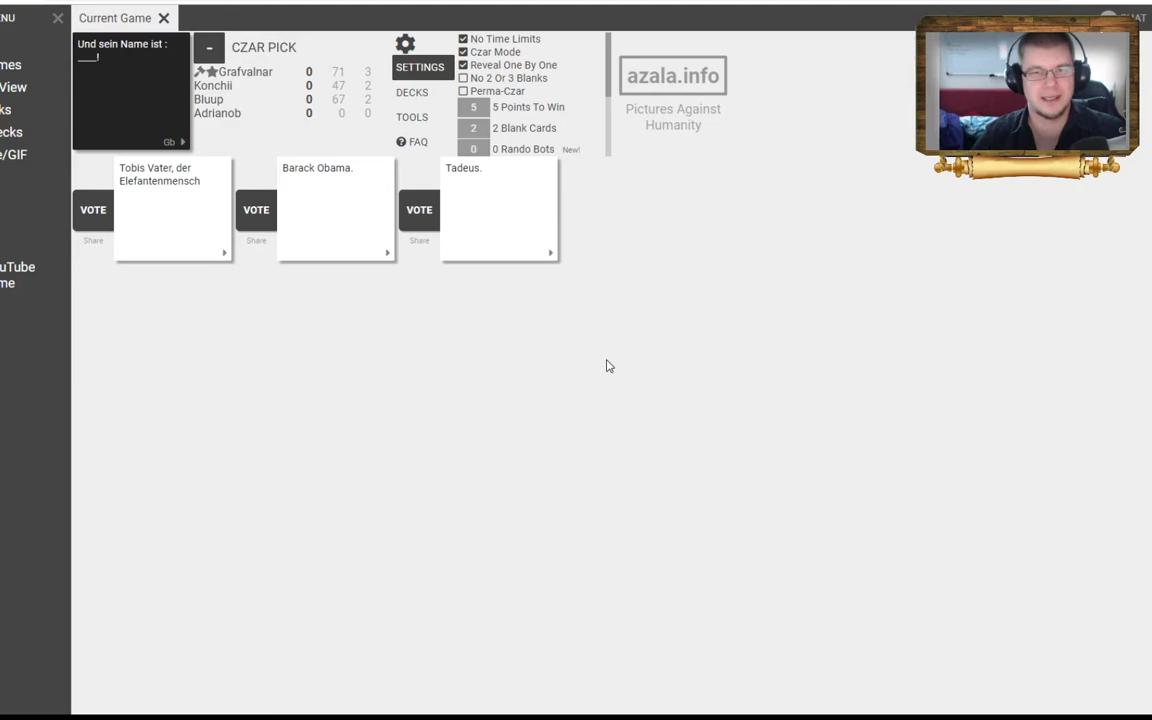 ENU
Current Game
CHAT
mes
View
ks
ecks
e/GIF
uTube
me
Und sein Name ist :
____!
Gb
-
CZAR PICK
Grafvalnar 0 71 3
Konchii 0 47 2
Bluup 0 67 2
Adrianob 0 0 0
SETTINGS
DECKS
TOOLS
FAQ
No Time Limits
Czar Mode
Reveal One By One
No 2 Or 3 Blanks
Perma-Czar
5 5 Points To Win
2 2 Blank Cards
0 0 Rando Bots New!
azala.info
Pictures Against
Humanity
VOTE
Share
Tobis Vater, der
Elefantenmensch
VOTE
Share
Barack Obama.
VOTE
Share
Tadeus.